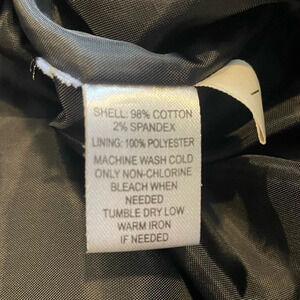 SHELL: 98% COTTON
2% SPANDEX
LINING: 100% POLYESTER
MACHINE WASH COLD
ONLY NON-CHLORINE
BLEACH WHEN
NEEDED
TUMBLE DRY LOW
WARM IRON
IF NEEDED